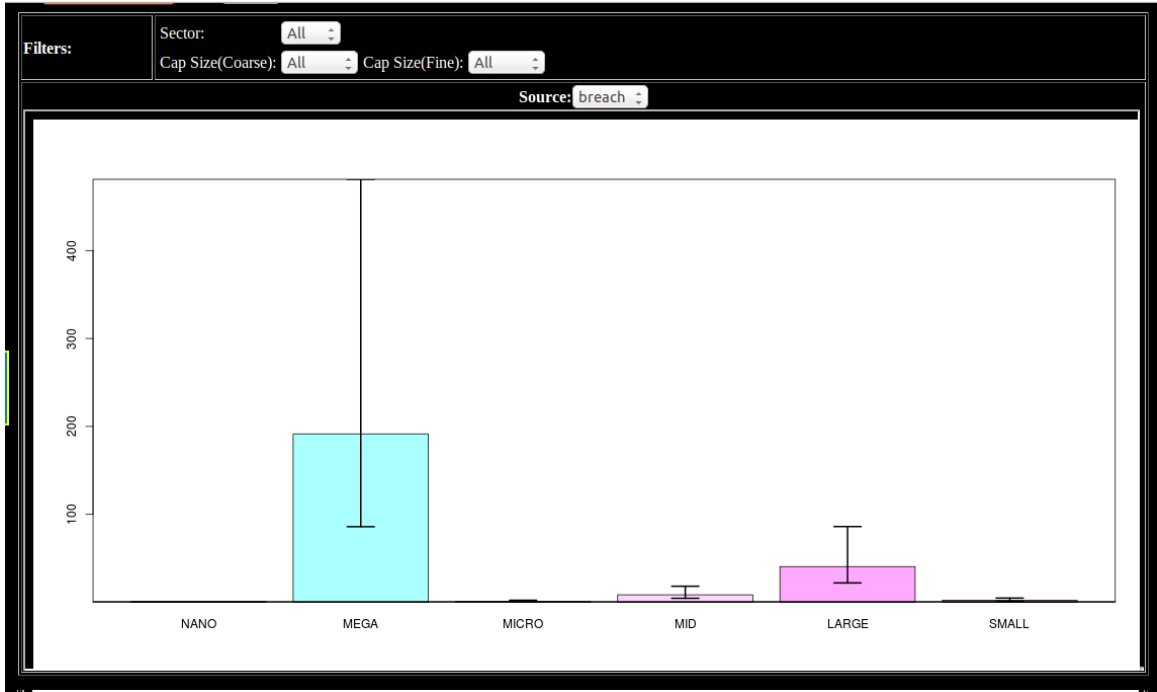 Filters:
Sector: All
Cap Size(Coarse): All Cap Size(Fine): All
Source: breach
400
300
200
100
NANO MEGA MICRO MID LARGE SMALL